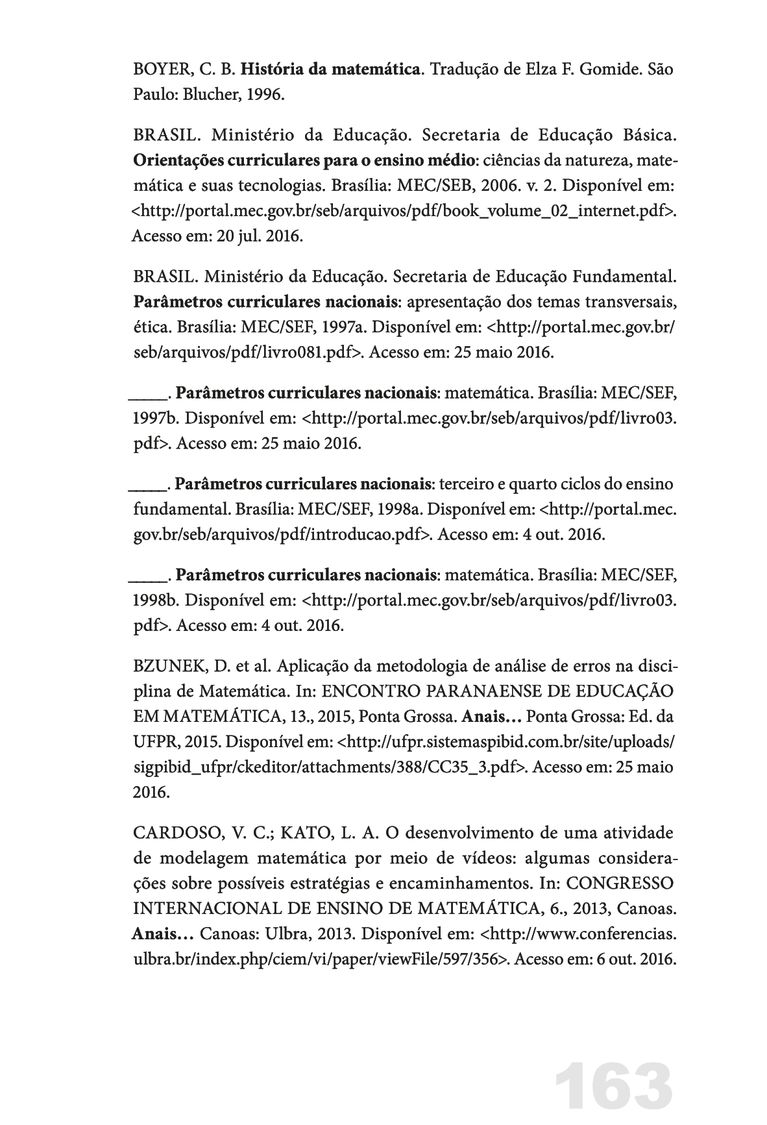 BOYER, C. B. História da matemática. Tradução de Elza F. Gomide. São
Paulo: Blucher, 1996.
BRASIL. Ministério da Educação. Secretaria de Educação Básica.
Orientações curriculares para o ensino médio: ciências da natureza, mate-
mática e suas tecnologias. Brasília: MEC/SEB, 2006. v. 2. Disponível em:
<http://portal.mec.gov.br/seb/arquivos/pdf/book_volume_02_internet.pdf>.
Acesso em: 20 jul. 2016.
BRASIL. Ministério da Educação. Secretaria de Educação Fundamental.
Parâmetros curriculares nacionais: apresentação dos temas transversais,
ética. Brasília: MEC/SEF, 1997a. Disponível em: <http://portal.mec.gov.br/
seb/arquivos/pdf/livro081.pdf>. Acesso em: 25 maio 2016.
_____. Parâmetros curriculares nacionais: matemática. Brasília: MEC/SEF,
1997b. Disponível em: <http://portal.mec.gov.br/seb/arquivos/pdf/livro03.
pdf>. Acesso em: 25 maio 2016.
_____. Parâmetros curriculares nacionais: terceiro e quarto ciclos do ensino
fundamental. Brasília: MEC/SEF, 1998a. Disponível em: <http://portal.mec.
gov.br/seb/arquivos/pdf/introducao.pdf>. Acesso em: 4 out. 2016.
_____. Parâmetros curriculares nacionais: matemática. Brasília: MEC/SEF,
1998b. Disponível em: <http://portal.mec.gov.br/seb/arquivos/pdf/livro03.
pdf>. Acesso em: 4 out. 2016.
BZUNEK, D. et al. Aplicação da metodologia de análise de erros na disci-
plina de Matemática. In: ENCONTRO PARANAENSE DE EDUCAÇÃO
EM MATEMÁTICA, 13., 2015, Ponta Grossa. Anais… Ponta Grossa: Ed. da
UFPR, 2015. Disponível em: <http://ufpr.sistemaspibid.com.br/site/uploads/
sigpibid_ufpr/ckeditor/attachments/388/CC35_3.pdf>. Acesso em: 25 maio
2016.
CARDOSO, V. C.; KATO, L. A. O desenvolvimento de uma atividade
de modelagem matemática por meio de vídeos: algumas considera-
ções sobre possíveis estratégias e encaminhamentos. In: CONGRESSO
INTERNACIONAL DE ENSINO DE MATEMÁTICA, 6., 2013, Canoas.
Anais… Canoas: Ulbra, 2013. Disponível em: <http://www.conferencias.
ulbra.br/index.php/ciem/vi/paper/viewFile/597/356>. Acesso em: 6 out. 2016.
163